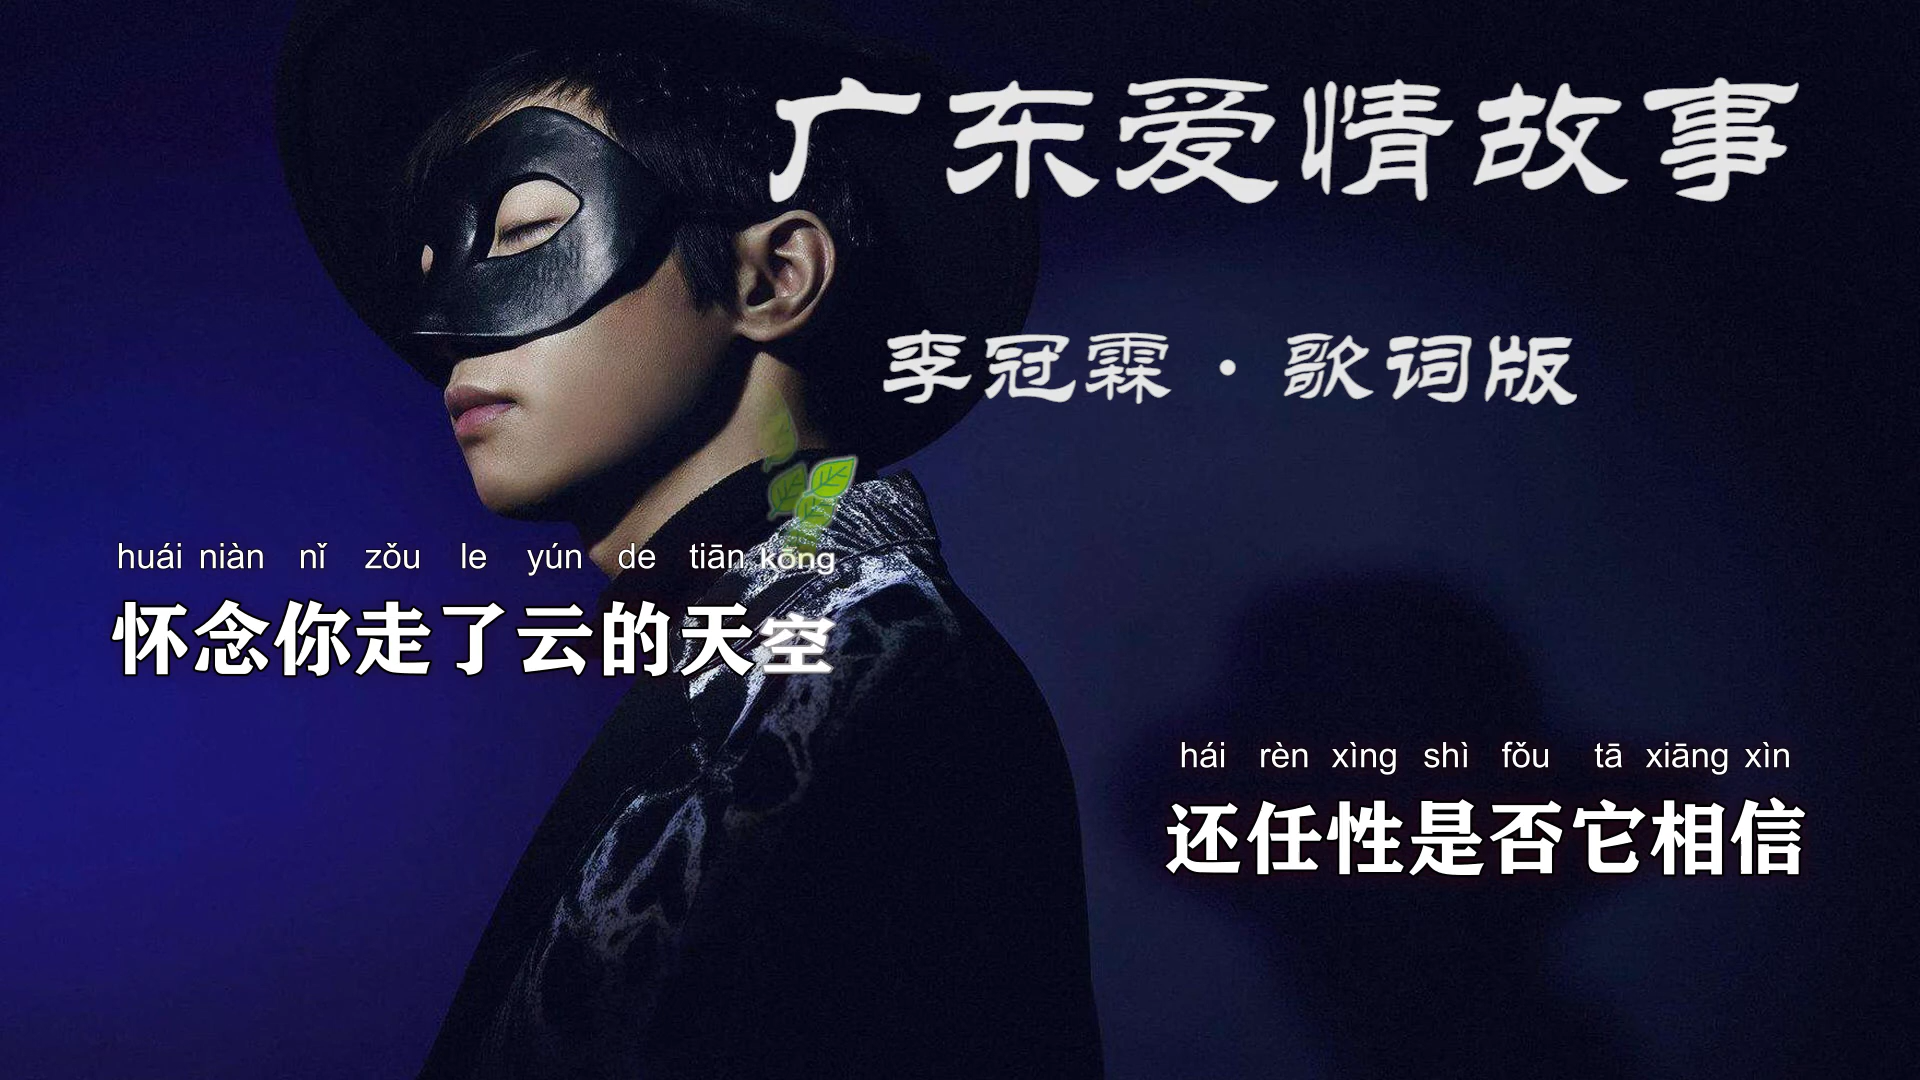 广东爱情故事
李冠霖·歌词版
huái niàn nǐ zǒu le yún de tiān kōng
怀念你走了云的天空
hái rèn xìng shì fǒu tā xiāng xìn
还任性是否它相信